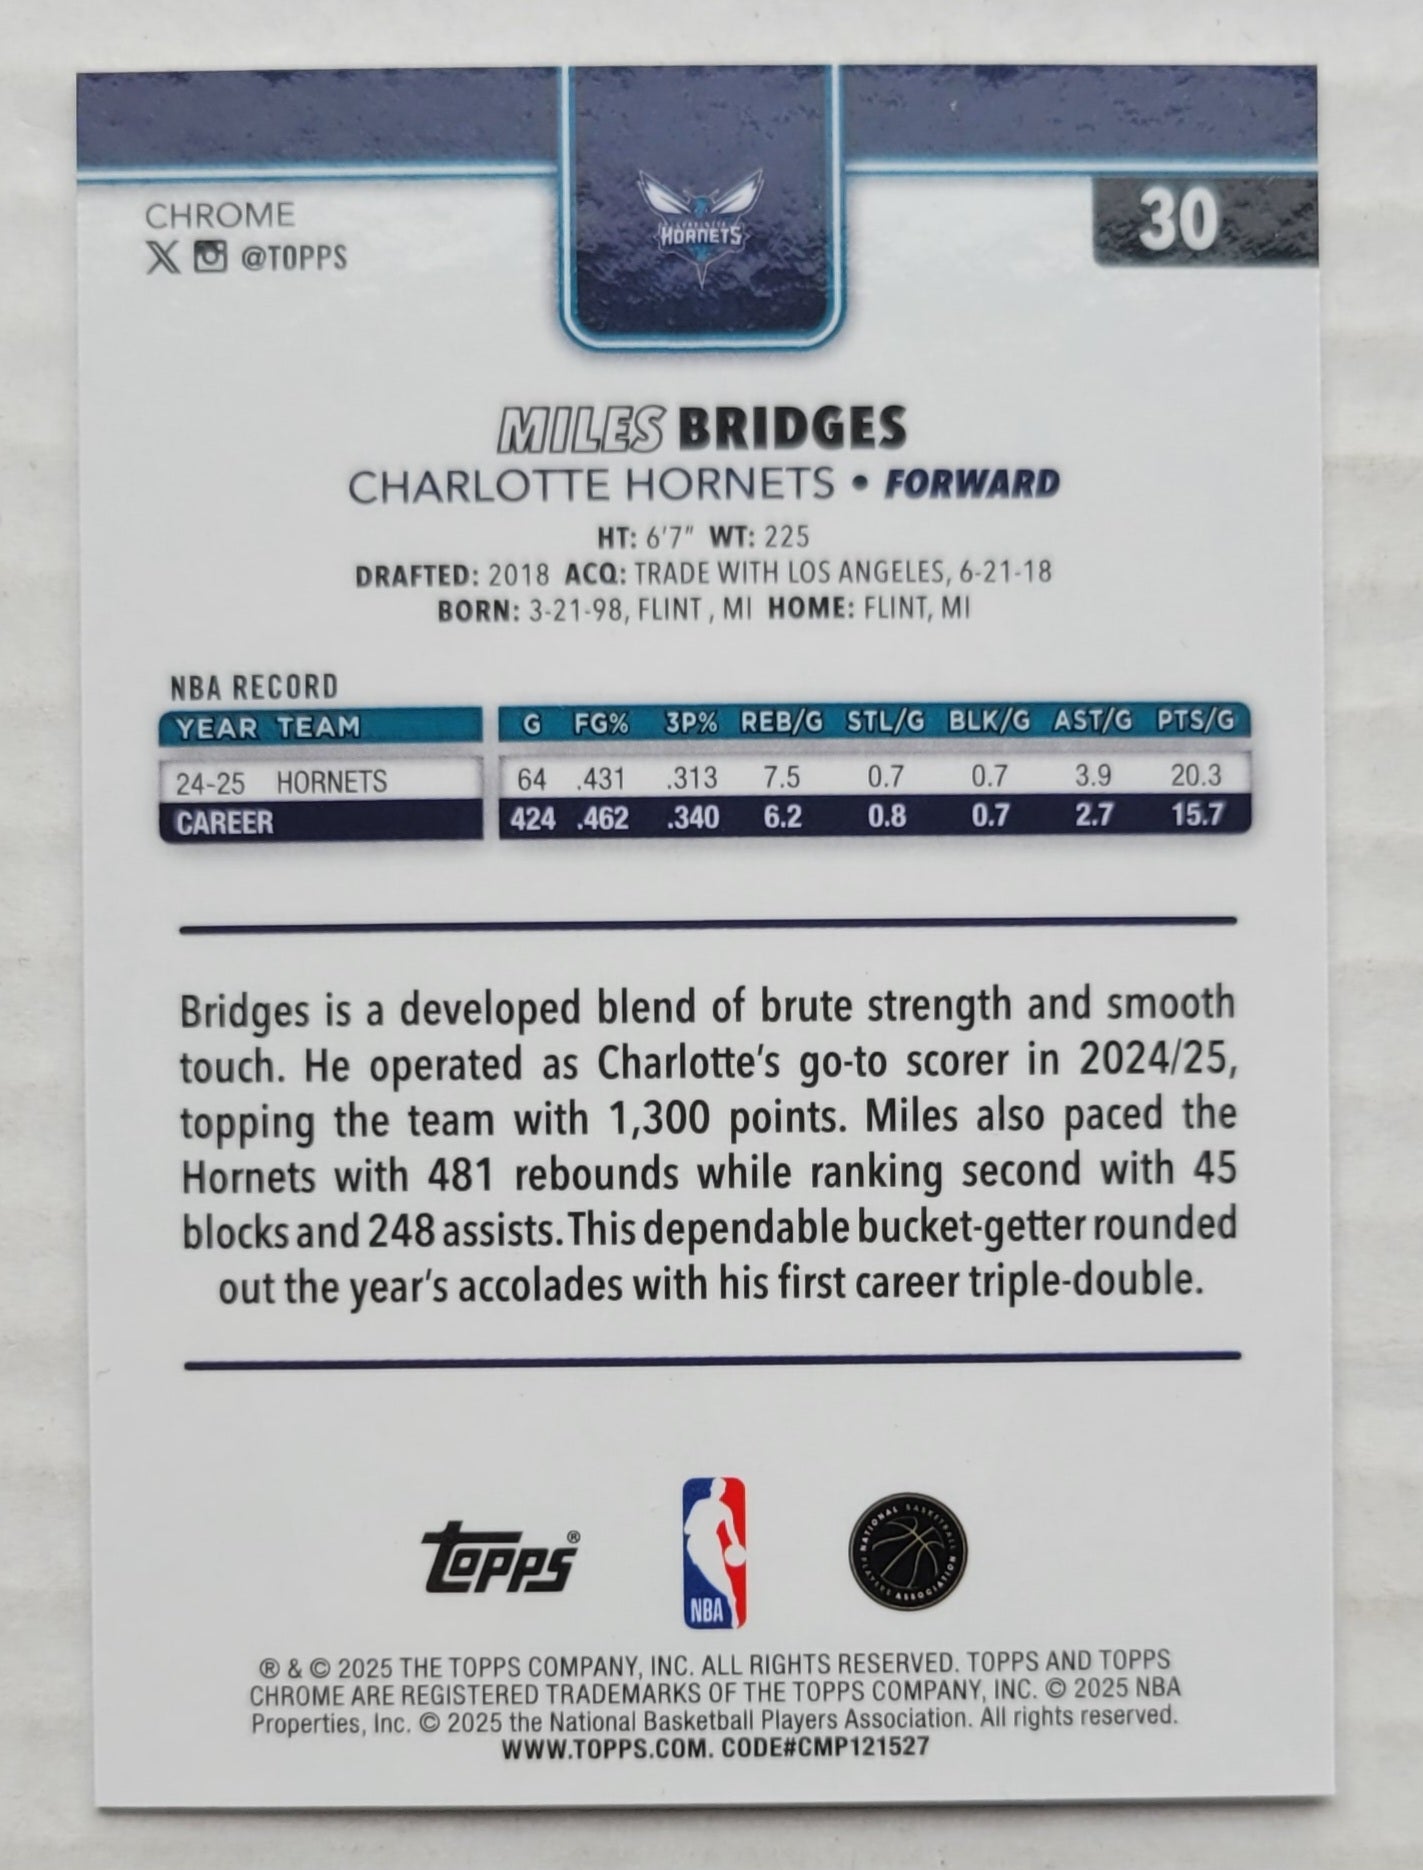 CHROME
30
X @TOPPS
CHARLOTTE
HORNETS
MILES BRIDGES
CHARLOTTE HORNETS • FORWARD
HT: 6'7" WT: 225
DRAFTED: 2018 ACQ: TRADE WITH LOS ANGELES, 6-21-18
BORN: 3-21-98, FLINT , MI HOME: FLINT, MI
NBA RECORD
YEAR TEAM G FG% 3P% REB/G STL/G BLK/G AST/G PTS/G
24-25 HORNETS 64 .431 .313 7.5 0.7 0.7 3.9 20.3
CAREER 424 .462 .340 6.2 0.8 0.7 2.7 15.7
Bridges is a developed blend of brute strength and smooth
touch. He operated as Charlotte's go-to scorer in 2024/25,
topping the team with 1,300 points. Miles also paced the
Hornets with 481 rebounds while ranking second with 45
blocks and 248 assists. This dependable bucket-getter rounded
out the year's accolades with his first career triple-double.
TOPPS®
NBA
NATIONAL BASKETBALL
PLAYERS ASSOCIATION
® & © 2025 THE TOPPS COMPANY, INC. ALL RIGHTS RESERVED. TOPPS AND TOPPS
CHROME ARE REGISTERED TRADEMARKS OF THE TOPPS COMPANY, INC. © 2025 NBA
Properties, Inc. © 2025 the National Basketball Players Association. All rights reserved.
WWW.TOPPS.COM. CODE#CMP121527